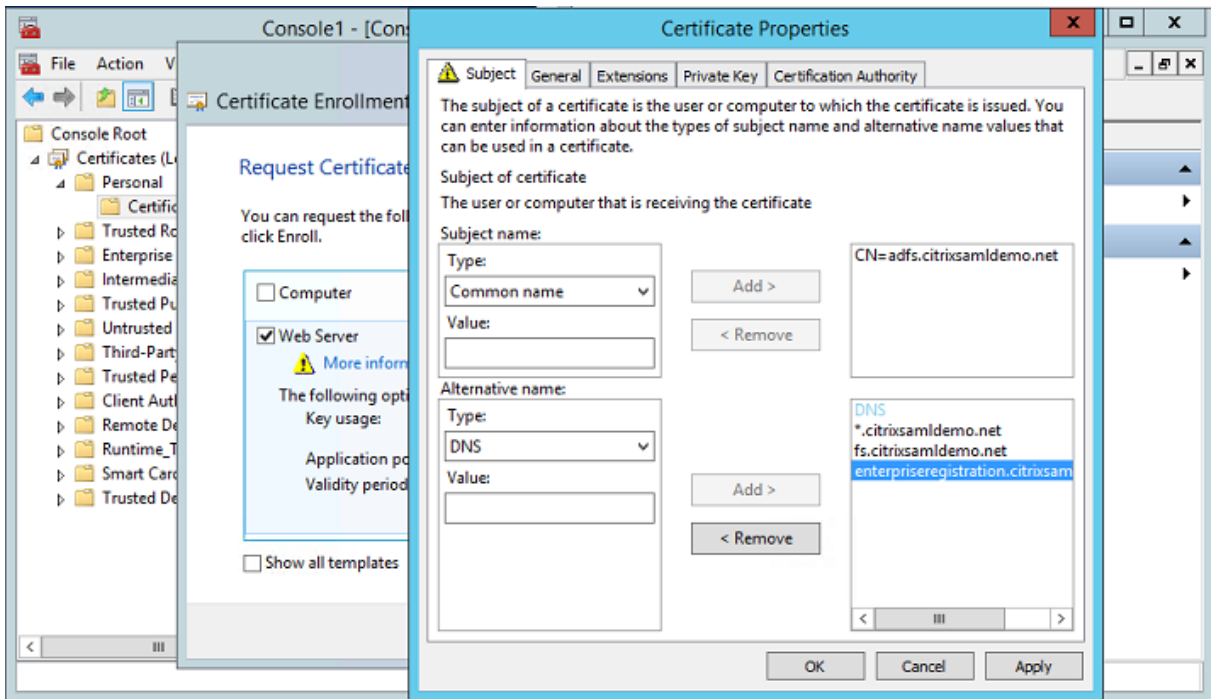 Console1 - [Con
File Action V
Console Root
Certificates (L
Personal
Certific
Trusted Ro
Enterprise
Intermedia
Trusted Pu
Untrusted
Third-Part
Trusted Pe
Client Aut
Remote De
Runtime_T
Smart Card
Trusted De
Certificate Enrollment
Request Certificate
You can request the foll
click Enroll.
Computer
Web Server
More inform
The following opti
Key usage:
Application po
Validity period
Show all templates
Certificate Properties
Subject General Extensions Private Key Certification Authority
The subject of a certificate is the user or computer to which the certificate is issued. You
can enter information about the types of subject name and alternative name values that
can be used in a certificate.
Subject of certificate
The user or computer that is receiving the certificate
Subject name:
Type:
Common name
Value:
Add >
< Remove
CN=adfs.citrixsamldemo.net
Alternative name:
Type:
DNS
Value:
Add >
< Remove
DNS
*.citrixsamldemo.net
fs.citrixsamldemo.net
enterpriseregistration.citrixsam
OK Cancel Apply